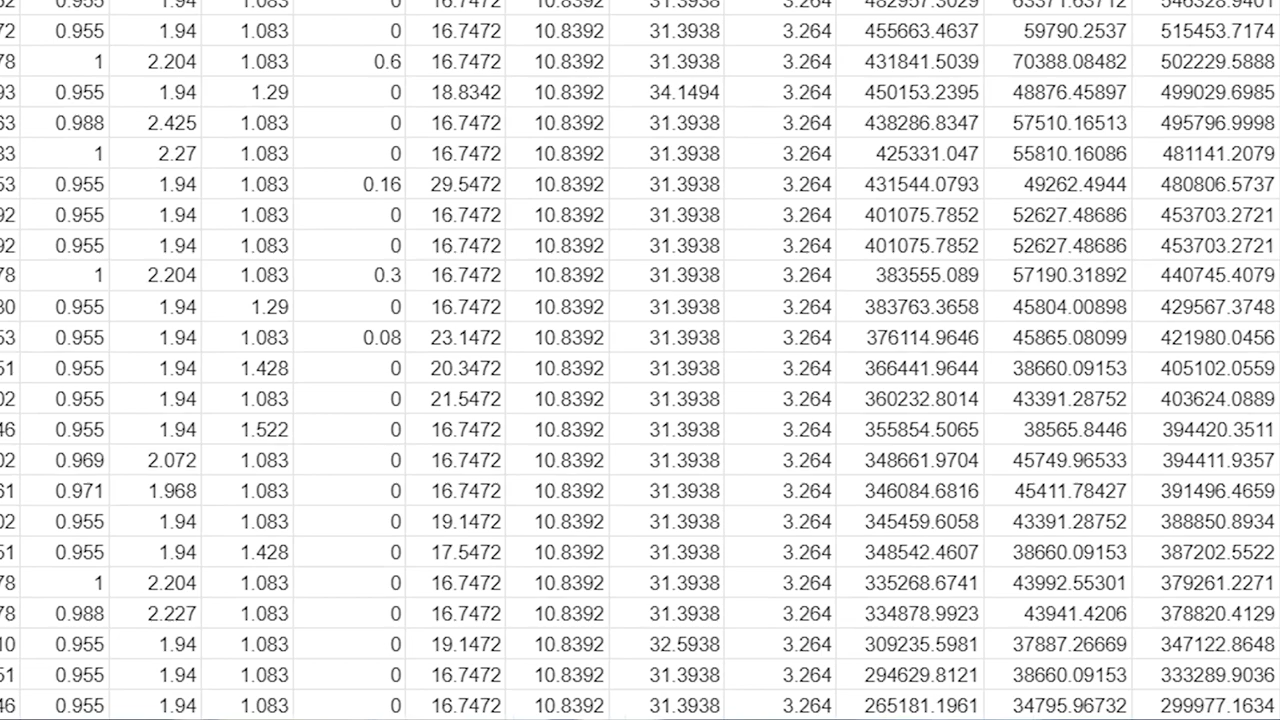 0.955 1.94 1.083 0 16.7472 10.8392 31.3938 3.264 482957.3029 63371.63712 546328.9401
72 0.955 1.94 1.083 0 16.7472 10.8392 31.3938 3.264 455663.4637 59790.2537 515453.7174
78 1 2.204 1.083 0.6 16.7472 10.8392 31.3938 3.264 431841.5039 70388.08482 502229.5888
93 0.955 1.94 1.29 0 18.8342 10.8392 34.1494 3.264 450153.2395 48876.45897 499029.6985
63 0.988 2.425 1.083 0 16.7472 10.8392 31.3938 3.264 438286.8347 57510.16513 495796.9998
33 1 2.27 1.083 0 16.7472 10.8392 31.3938 3.264 425331.047 55810.16086 481141.2079
53 0.955 1.94 1.083 0.16 29.5472 10.8392 31.3938 3.264 431544.0793 49262.4944 480806.5737
92 0.955 1.94 1.083 0 16.7472 10.8392 31.3938 3.264 401075.7852 52627.48686 453703.2721
92 0.955 1.94 1.083 0 16.7472 10.8392 31.3938 3.264 401075.7852 52627.48686 453703.2721
78 1 2.204 1.083 0.3 16.7472 10.8392 31.3938 3.264 383555.089 57190.31892 440745.4079
30 0.955 1.94 1.29 0 16.7472 10.8392 31.3938 3.264 383763.3658 45804.00898 429567.3748
53 0.955 1.94 1.083 0.08 23.1472 10.8392 31.3938 3.264 376114.9646 45865.08099 421980.0456
51 0.955 1.94 1.428 0 20.3472 10.8392 31.3938 3.264 366441.9644 38660.09153 405102.0559
02 0.955 1.94 1.083 0 21.5472 10.8392 31.3938 3.264 360232.8014 43391.28752 403624.0889
46 0.955 1.94 1.522 0 16.7472 10.8392 31.3938 3.264 355854.5065 38565.8446 394420.3511
02 0.969 2.072 1.083 0 16.7472 10.8392 31.3938 3.264 348661.9704 45749.96533 394411.9357
61 0.971 1.968 1.083 0 16.7472 10.8392 31.3938 3.264 346084.6816 45411.78427 391496.4659
02 0.955 1.94 1.083 0 19.1472 10.8392 31.3938 3.264 345459.6058 43391.28752 388850.8934
51 0.955 1.94 1.428 0 17.5472 10.8392 31.3938 3.264 348542.4607 38660.09153 387202.5522
78 1 2.204 1.083 0 16.7472 10.8392 31.3938 3.264 335268.6741 43992.55301 379261.2271
78 0.988 2.227 1.083 0 16.7472 10.8392 31.3938 3.264 334878.9923 43941.4206 378820.4129
10 0.955 1.94 1.083 0 19.1472 10.8392 32.5938 3.264 309235.5981 37887.26669 347122.8648
51 0.955 1.94 1.083 0 16.7472 10.8392 31.3938 3.264 294629.8121 38660.09153 333289.9036
46 0.955 1.94 1.083 0 16.7472 10.8392 31.3938 3.264 265181.1961 34795.96732 299977.1634